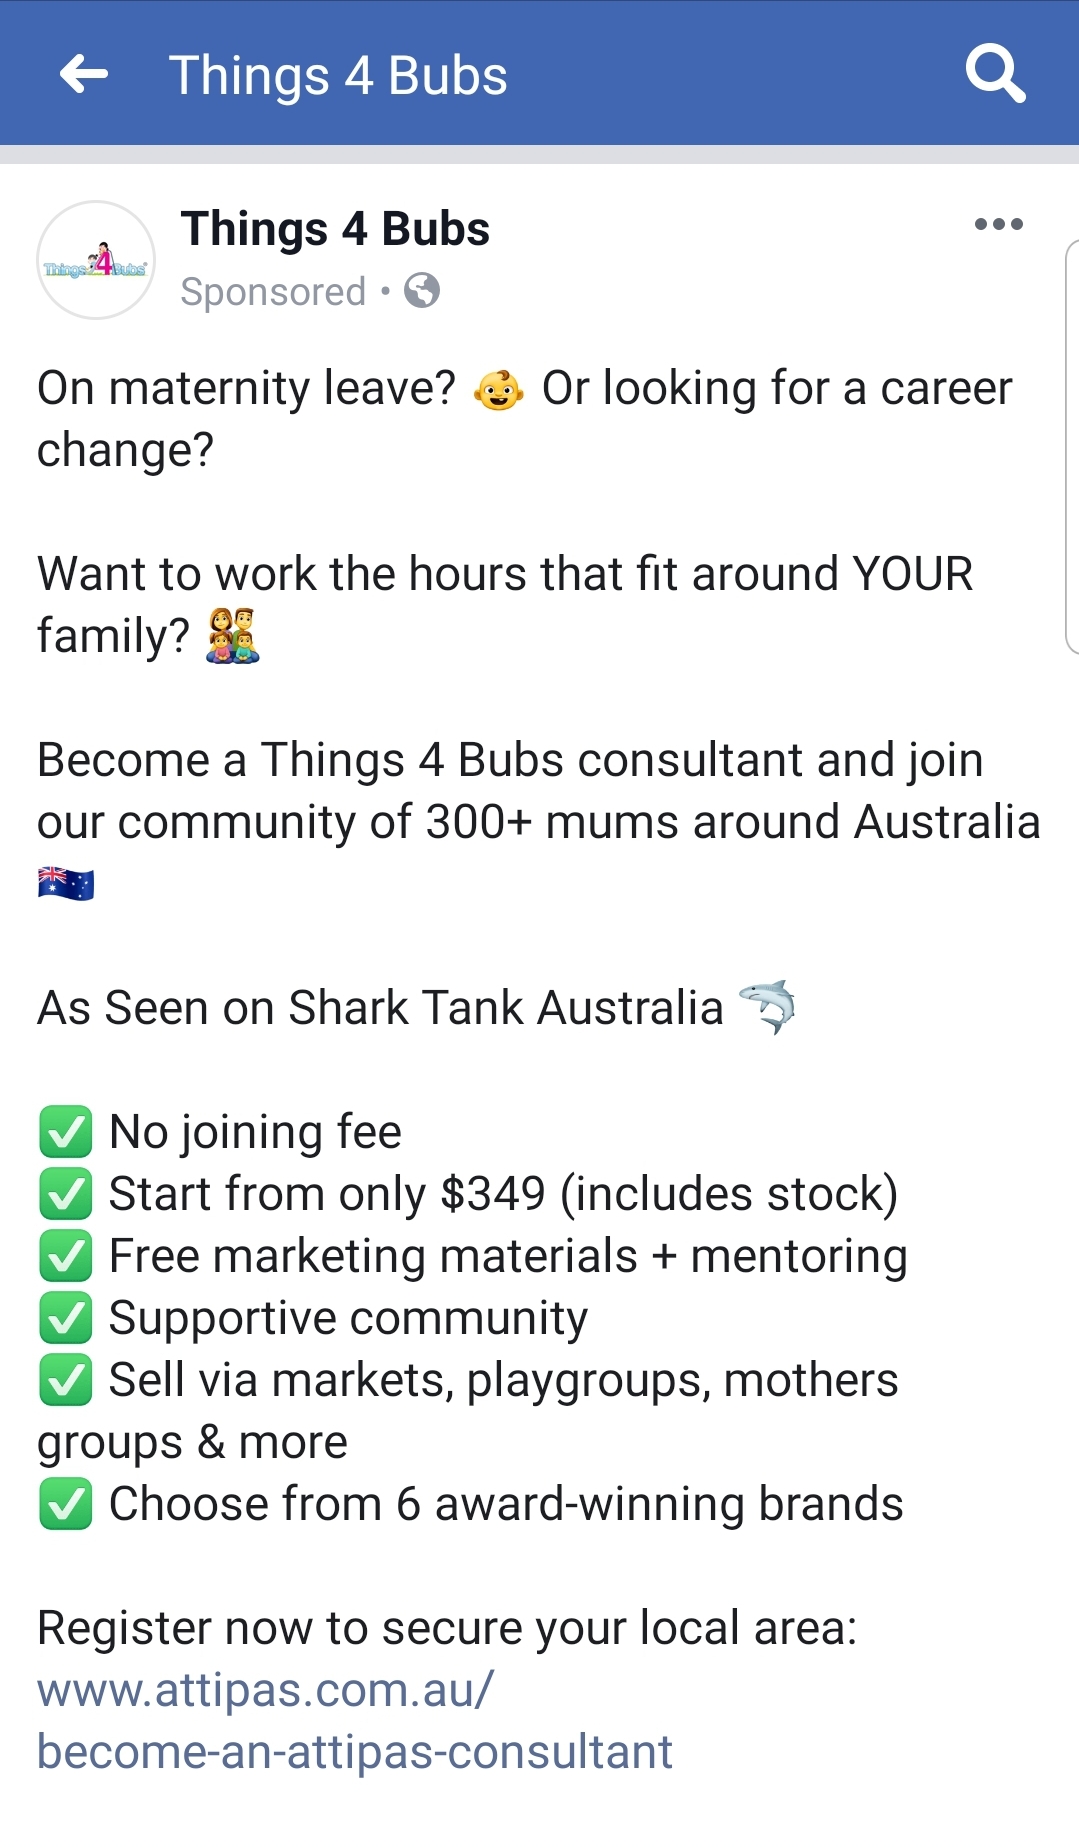 Things 4 Bubs
Things 4 Bubs
Things 4 Bubs
Sponsored •
On maternity leave? 👶 Or looking for a career
change?
Want to work the hours that fit around YOUR
family? 👨‍👩‍👧‍👦
Become a Things 4 Bubs consultant and join
our community of 300+ mums around Australia
🇦🇺
As Seen on Shark Tank Australia 🦈
✅ No joining fee
✅ Start from only $349 (includes stock)
✅ Free marketing materials + mentoring
✅ Supportive community
✅ Sell via markets, playgroups, mothers
groups & more
✅ Choose from 6 award-winning brands
Register now to secure your local area:
www.attipas.com.au/
become-an-attipas-consultant